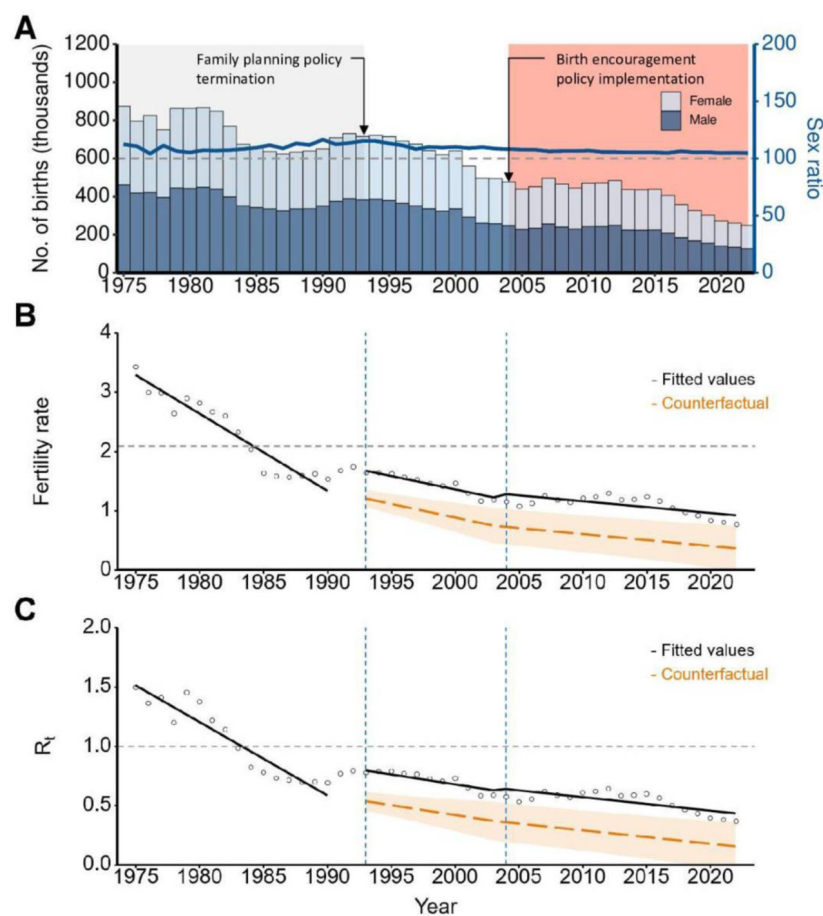 A
Family planning policy
termination
Birth encouragement
policy implementation
Female
Male
No. of births (thousands)
1200
1000
800
600
400
200
0
Sex ratio
200
150
100
50
0
1975 1980 1985 1990 1995 2000 2005 2010 2015 2020
B
Fertility rate
4
3
2
1
0
- Fitted values
- Counterfactual
1975 1980 1985 1990 1995 2000 2005 2010 2015 2020
C
Rt
2.0
1.5
1.0
0.5
0.0
- Fitted values
- Counterfactual
1975 1980 1985 1990 1995 2000 2005 2010 2015 2020
Year